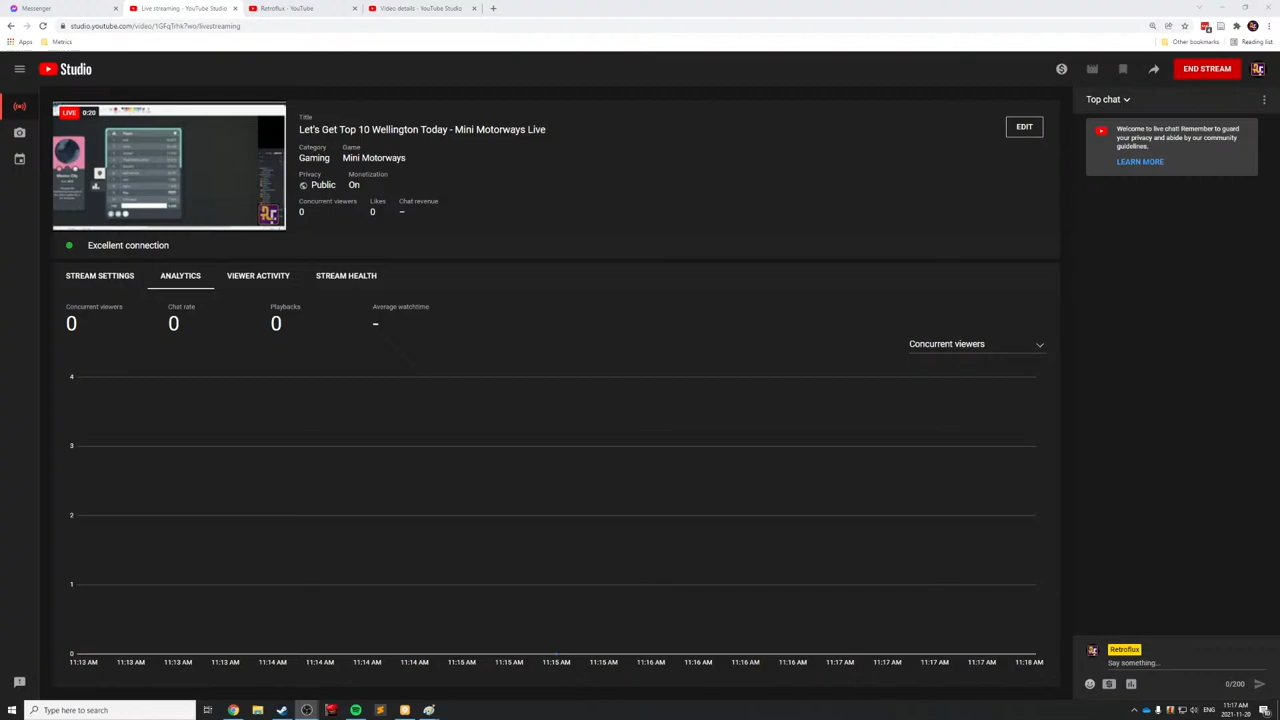 Messenger
Live streaming - YouTube Studio
Retroflux - YouTube
Video details - YouTube Studio
studio.youtube.com/video/1GFqTrhk7wo/livestreaming
Apps
Metrics
Other bookmarks
Reading list
Studio
END STREAM
LIVE 0:20
Title
Let's Get Top 10 Wellington Today - Mini Motorways Live
EDIT
Category
Game
Gaming
Mini Motorways
Privacy
Monetization
Public
On
Concurrent viewers
Likes
Chat revenue
0
0
–
Excellent connection
STREAM SETTINGS
ANALYTICS
VIEWER ACTIVITY
STREAM HEALTH
Concurrent viewers
Chat rate
Playbacks
Average watchtime
0
0
0
-
Concurrent viewers
4
3
2
1
0
11:13 AM 11:13 AM 11:13 AM 11:13 AM 11:14 AM 11:14 AM 11:14 AM 11:14 AM 11:15 AM 11:15 AM 11:15 AM 11:15 AM 11:16 AM 11:16 AM 11:16 AM 11:17 AM 11:17 AM 11:17 AM 11:17 AM 11:17 AM 11:18 AM
Top chat
Welcome to live chat! Remember to guard
your privacy and abide by our community
guidelines.
LEARN MORE
Retroflux
Say something...
0/200
Type here to search
ENG
11:17 AM
2021-11-20